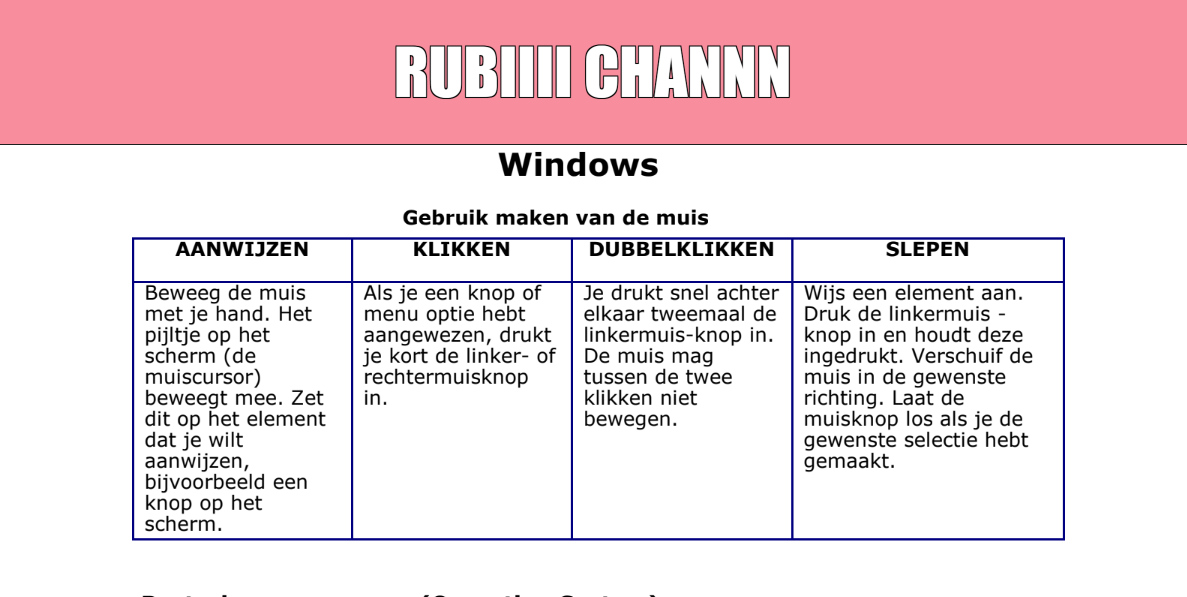 RUBIIII CHANNN
Windows
Gebruik maken van de muis
AANWIJZEN
Beweeg de muis
met je hand. Het
pijltje op het
scherm (de
muiscursor)
beweegt mee. Zet
dit op het element
dat je wilt
aanwijzen,
bijvoorbeeld een
knop op het
scherm.
KLIKKEN
Als je een knop of
menu optie hebt
aangewezen, drukt
je kort de linker- of
rechtermuisknop
in.
DUBBELKLIKKEN
Je drukt snel achter
elkaar tweemaal de
linkermuis-knop in.
De muis mag
tussen de twee
klikken niet
bewegen.
SLEPEN
Wijs een element aan.
Druk de linkermuis -
knop in en houdt deze
ingedrukt. Verschuif de
muis in de gewenste
richting. Laat de
muisknop los als je de
gewenste selectie hebt
gemaakt.